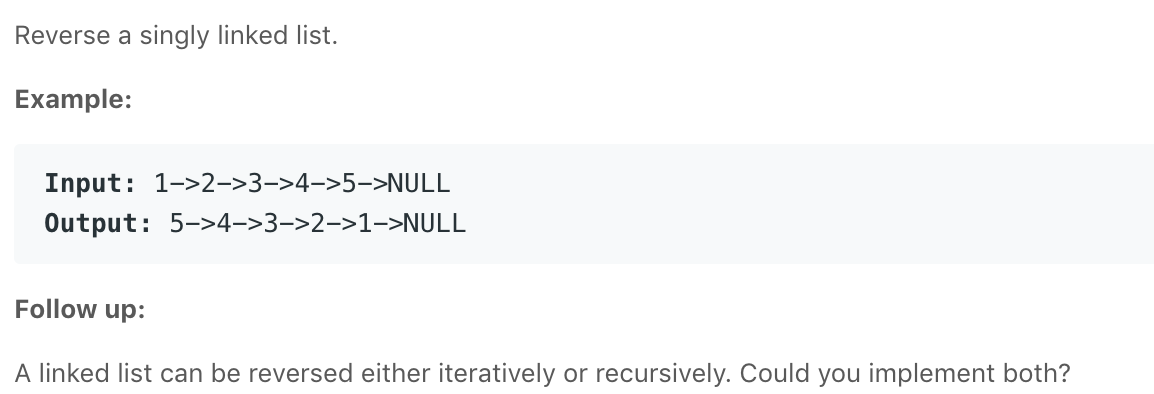 Reverse a singly linked list.
Example:
Input: 1->2->3->4->5->NULL
Output: 5->4->3->2->1->NULL
Follow up:
A linked list can be reversed either iteratively or recursively. Could you implement both?